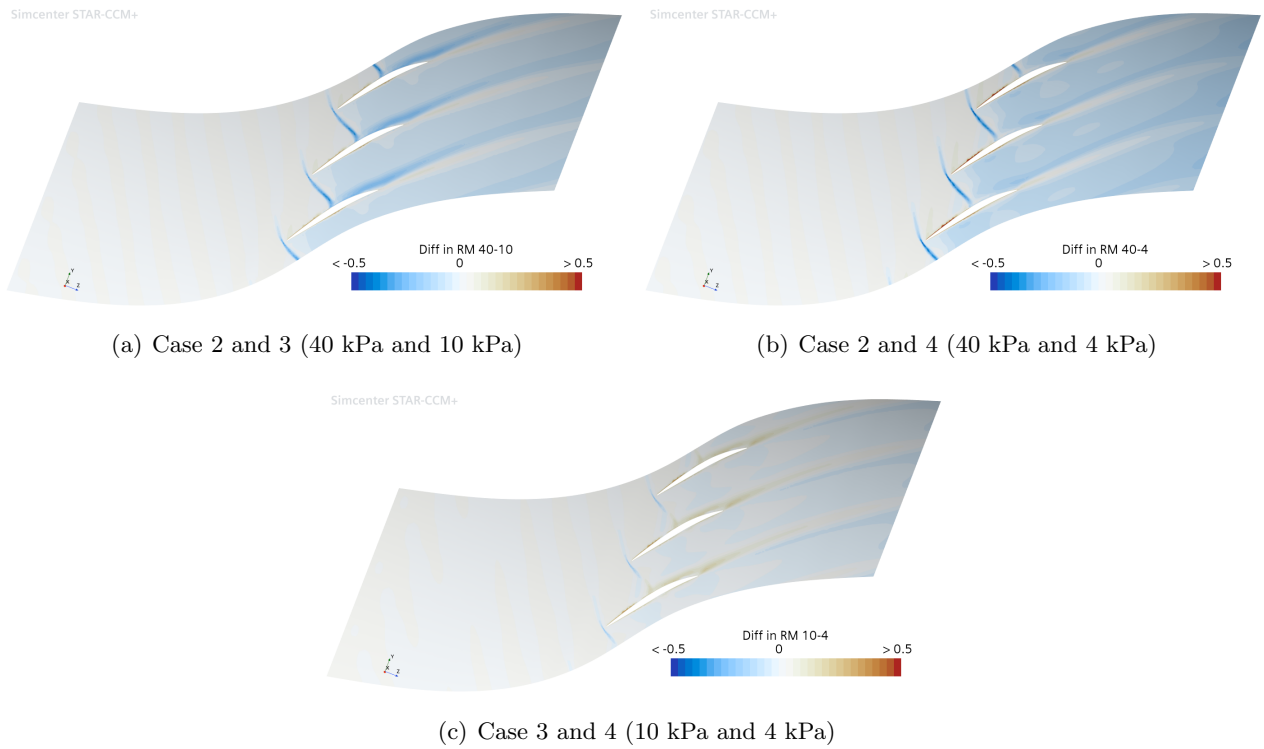 Simcenter STAR-CCM+
Simcenter STAR-CCM+
Diff in RM 40-10
< -0.5 0 > 0.5
Y
X Z
Diff in RM 40-4
< -0.5 0 > 0.5
Y
X Z
(a) Case 2 and 3 (40 kPa and 10 kPa)
(b) Case 2 and 4 (40 kPa and 4 kPa)
Simcenter STAR-CCM+
Diff in RM 10-4
< -0.5 0 > 0.5
Y
X Z
(c) Case 3 and 4 (10 kPa and 4 kPa)